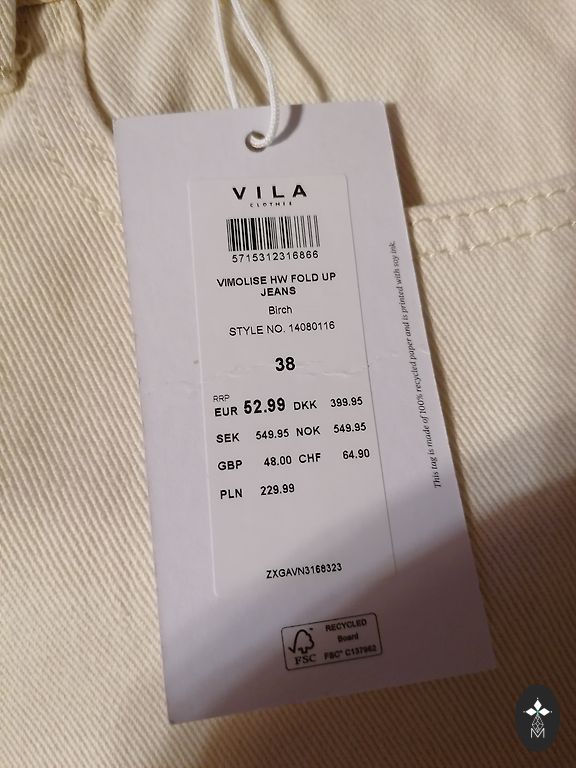 VILA
CLOTHES
5715312316866
VIMOLISE HW FOLD UP
JEANS
Birch
STYLE NO. 14080116
38
RRP
EUR 52.99 DKK 399.95
SEK 549.95 NOK 549.95
GBP 48.00 CHF 64.90
PLN 229.99
ZXGAVN3168323
This tag is made of 100% recycled paper and is printed with soy ink.
FSC
RECYCLED
Board
FSC® C137962
M